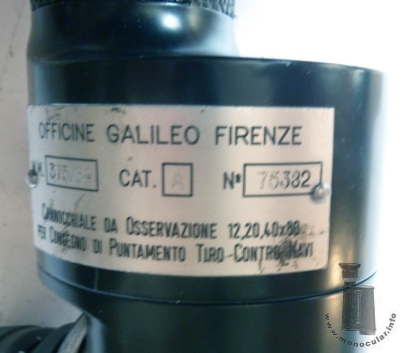 OFFICINE GALILEO FIRENZE
CAT. A Nº 75382
CANNOCCHIALE DA OSSERVAZIONE 12,20,40x80
PER CONGEGNO DI PUNTAMENTO TIRO CONTRO NAVI
www.monocular.info